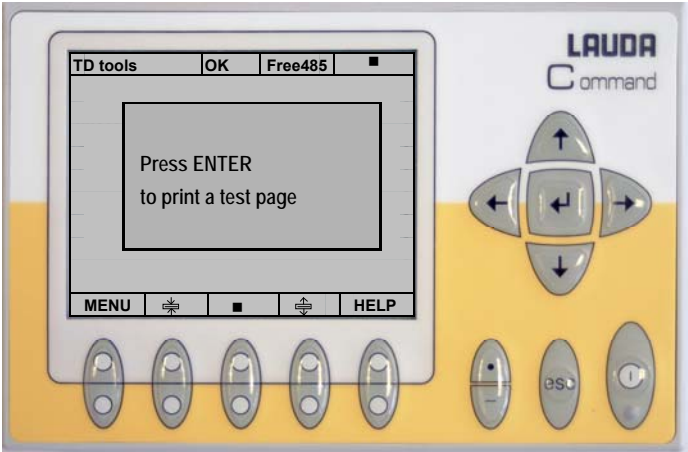 LAUDA
Command
TD tools OK Free485 ■
Press ENTER
to print a test page
MENU ■ HELP
esc